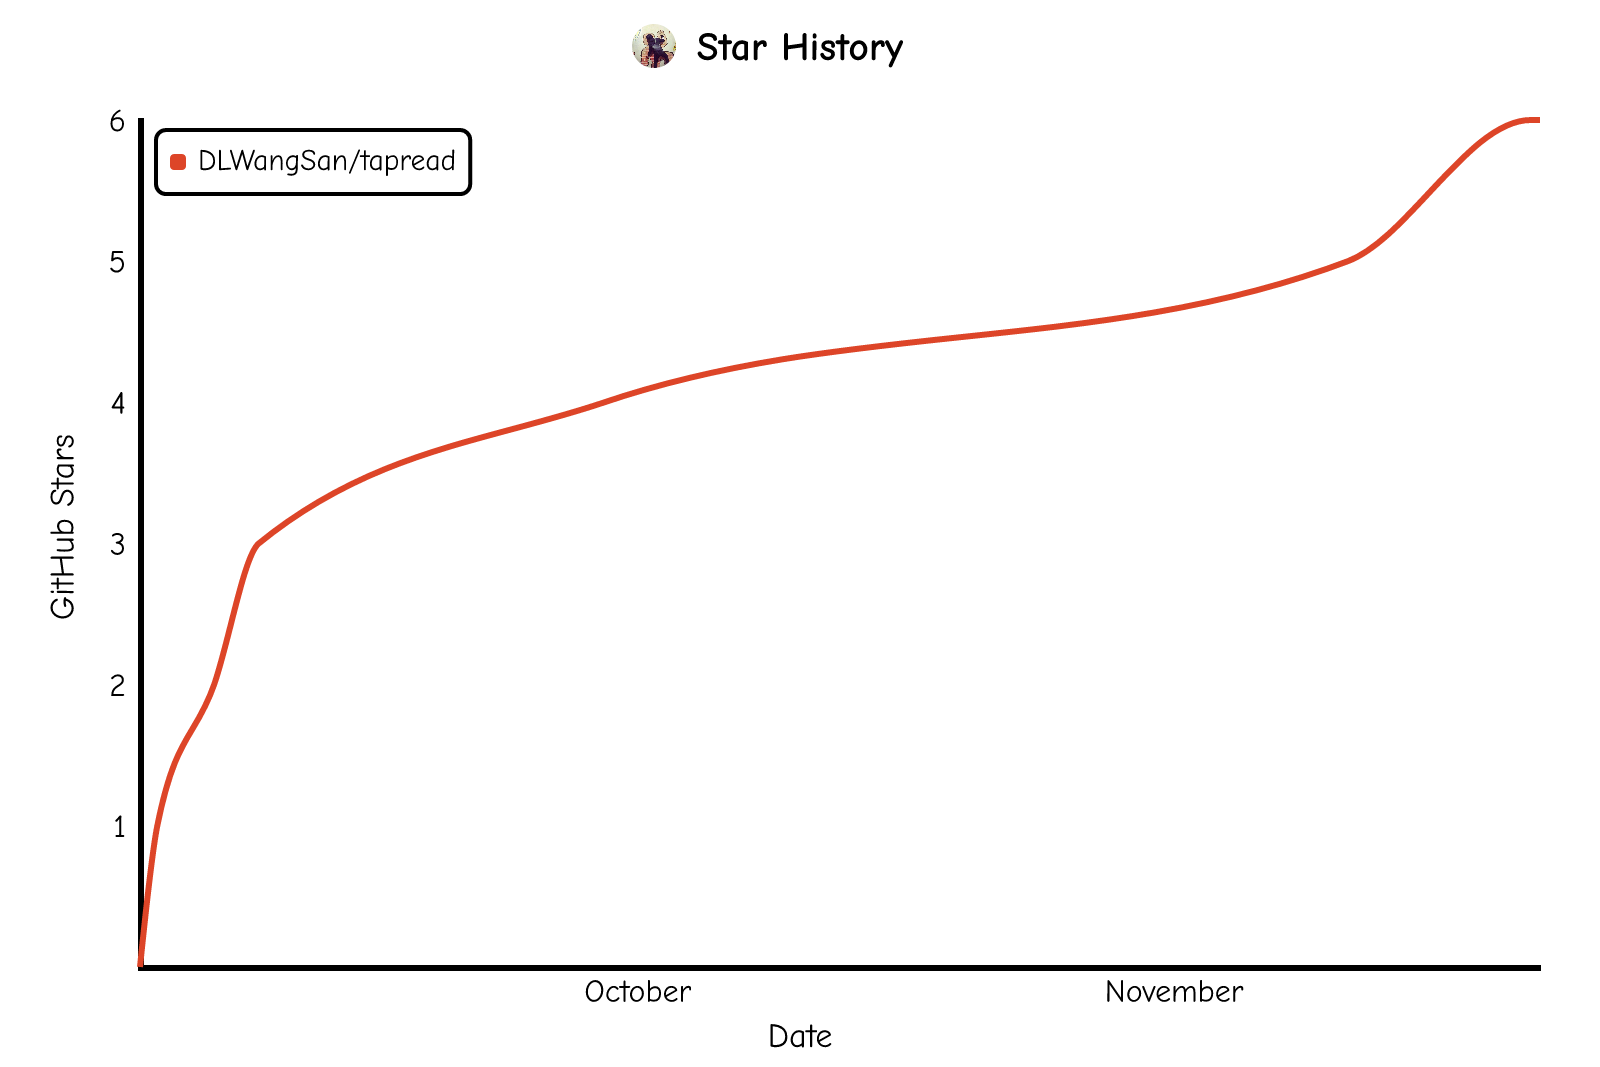 Star History
DLWangSan/tapread
6
5
4
3
2
1
GitHub Stars
October
November
Date